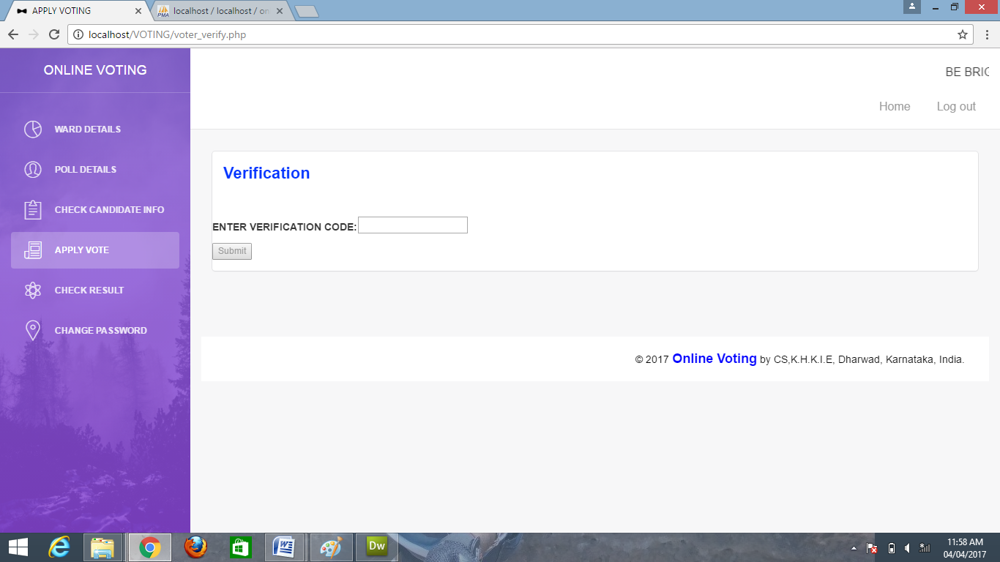 APPLY VOTING
localhost / localhost / on
PMA
localhost/VOTING/voter_verify.php
ONLINE VOTING
BE BRIG
Home
Log out
WARD DETAILS
POLL DETAILS
CHECK CANDIDATE INFO
APPLY VOTE
CHECK RESULT
CHANGE PASSWORD
Verification
ENTER VERIFICATION CODE:
Submit
© 2017 Online Voting by CS,K.H.K.I.E, Dharwad, Karnataka, India.
Dw
11:58 AM
04/04/2017